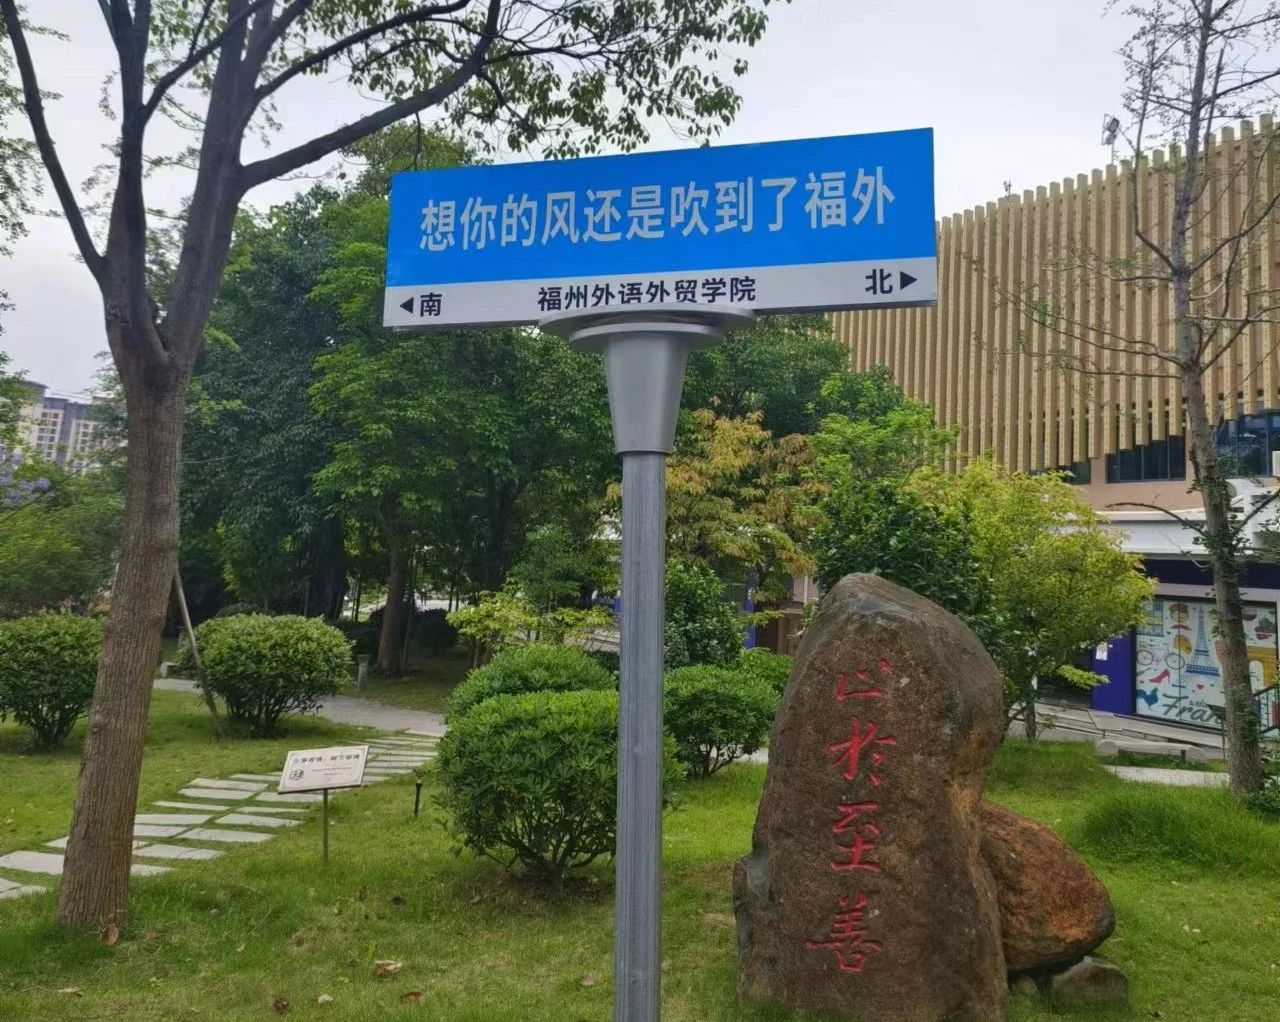 想你的风还是吹到了福外
南 福州外语外贸学院 北
止於至善
Fran